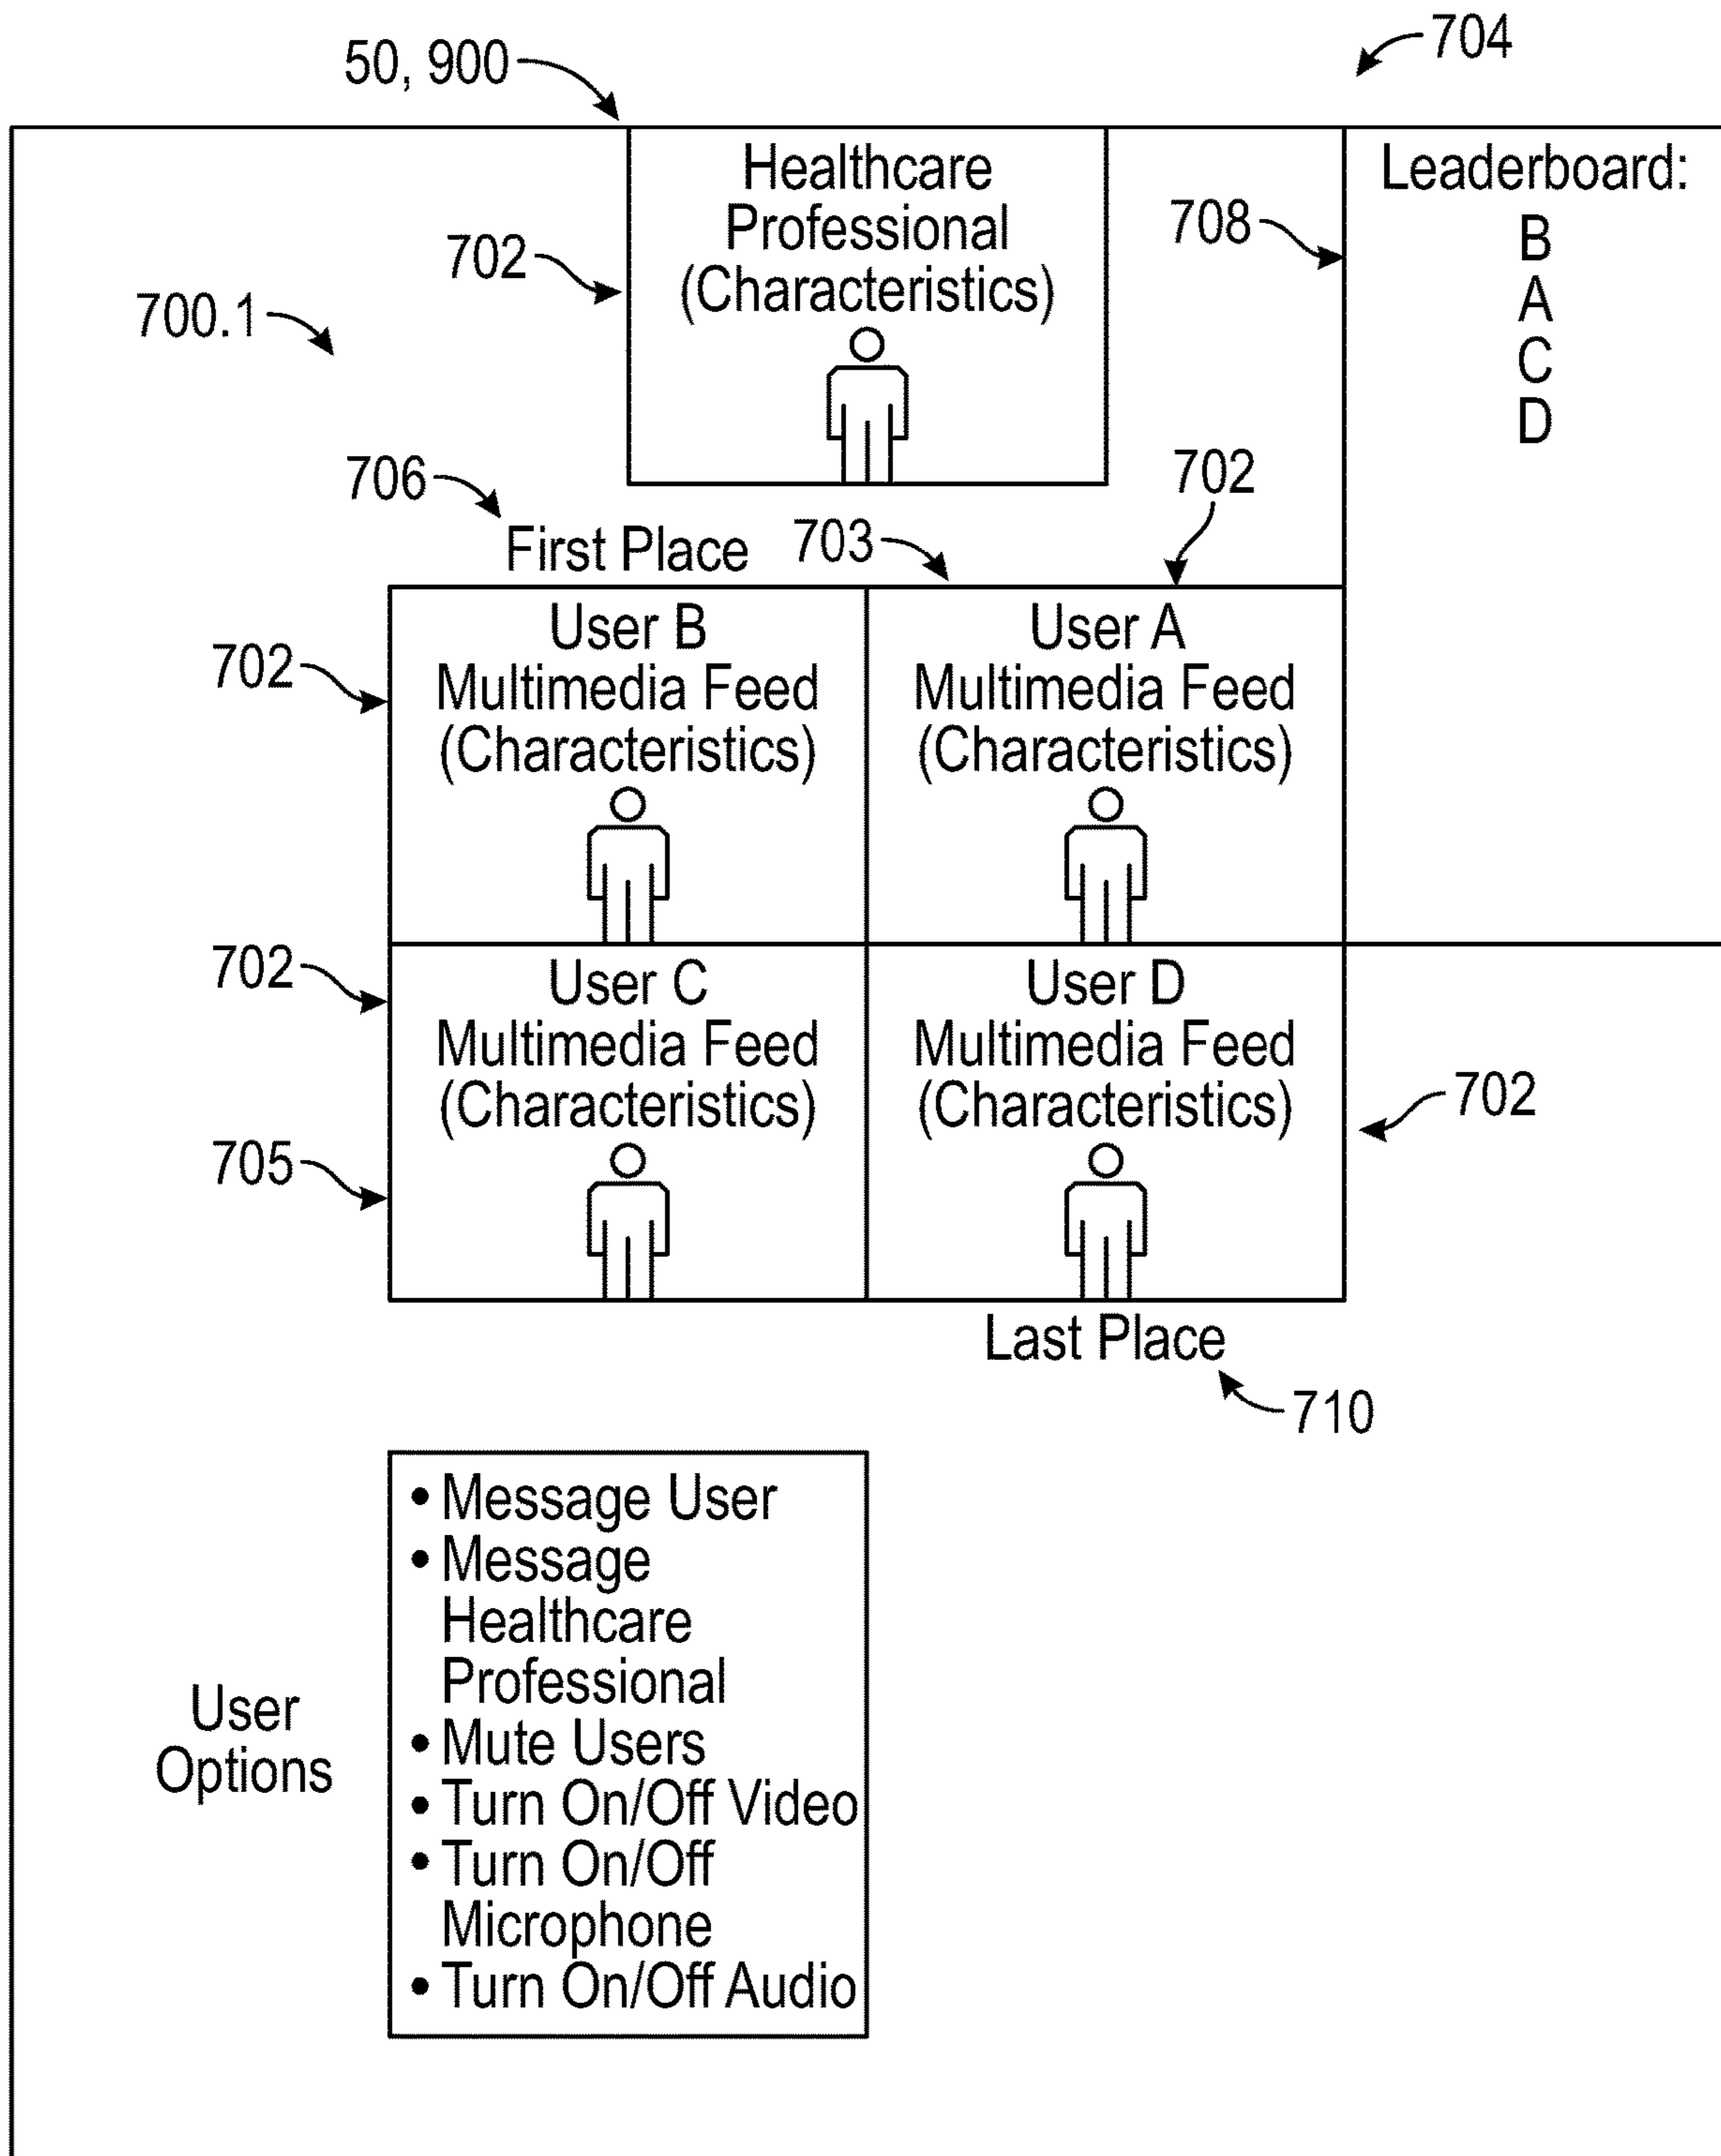 704
50, 900
Healthcare
Professional
(Characteristics)
702
700.1
708
Leaderboard:
B
A
C
D
706
First Place
703
702
User B
Multimedia Feed
(Characteristics)
User A
Multimedia Feed
(Characteristics)
702
702
User C
Multimedia Feed
(Characteristics)
User D
Multimedia Feed
(Characteristics)
702
705
Last Place
710
User
Options
• Message User
• Message
Healthcare
Professional
• Mute Users
• Turn On/Off Video
• Turn On/Off
Microphone
• Turn On/Off Audio